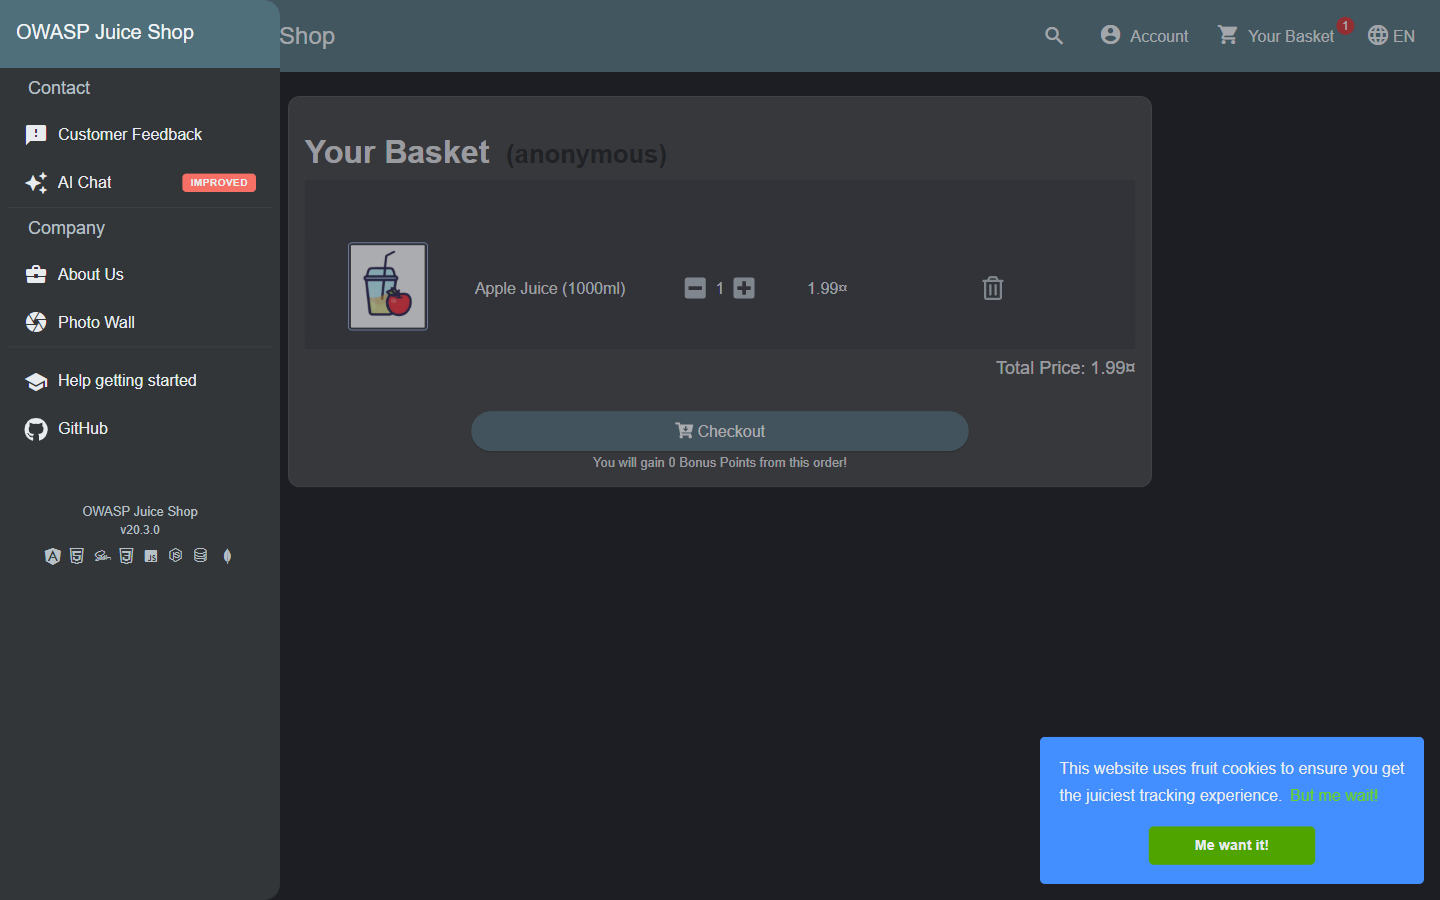 OWASP Juice Shop
Shop
Account
Your Basket
1
EN
Contact
Customer Feedback
AI Chat
IMPROVED
Company
About Us
Photo Wall
Help getting started
GitHub
OWASP Juice Shop
v20.3.0
Your Basket (anonymous)
Apple Juice (1000ml)
1
1.99¤
Total Price: 1.99¤
Checkout
You will gain 0 Bonus Points from this order!
This website uses fruit cookies to ensure you get
the juiciest tracking experience. But me wait!
Me want it!